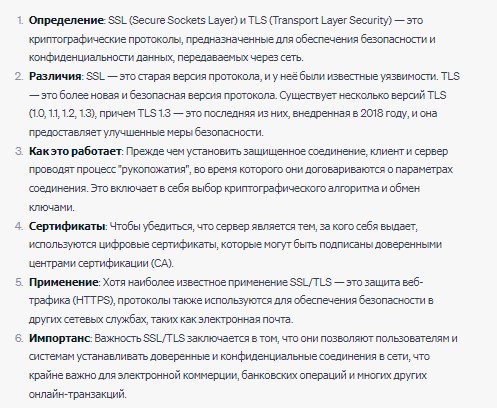 1. Определение: SSL (Secure Sockets Layer) и TLS (Transport Layer Security) — это
криптографические протоколы, предназначенные для обеспечения безопасности и
конфиденциальности данных, передаваемых через сеть.
2. Различия: SSL — это старая версия протокола, и у неё были известные уязвимости. TLS
— это более новая и безопасная версия протокола. Существует несколько версий TLS
(1.0, 1.1, 1.2, 1.3), причем TLS 1.3 — это последняя из них, внедренная в 2018 году, и она
предоставляет улучшенные меры безопасности.
3. Как это работает: Прежде чем установить защищенное соединение, клиент и сервер
проводят процесс "рукопожатия", во время которого они договариваются о параметрах
соединения. Это включает в себя выбор криптографического алгоритма и обмен
ключами.
4. Сертификаты: Чтобы убедиться, что сервер является тем, за кого себя выдает,
используются цифровые сертификаты, которые могут быть подписаны доверенными
центрами сертификации (CA).
5. Применение: Хотя наиболее известное применение SSL/TLS — это защита веб-
трафика (HTTPS), протоколы также используются для обеспечения безопасности в
других сетевых службах, таких как электронная почта.
6. Импортанс: Важность SSL/TLS заключается в том, что они позволяют пользователям и
системам устанавливать доверенные и конфиденциальные соединения в сети, что
крайне важно для электронной коммерции, банковских операций и многих других
онлайн-транзакций.